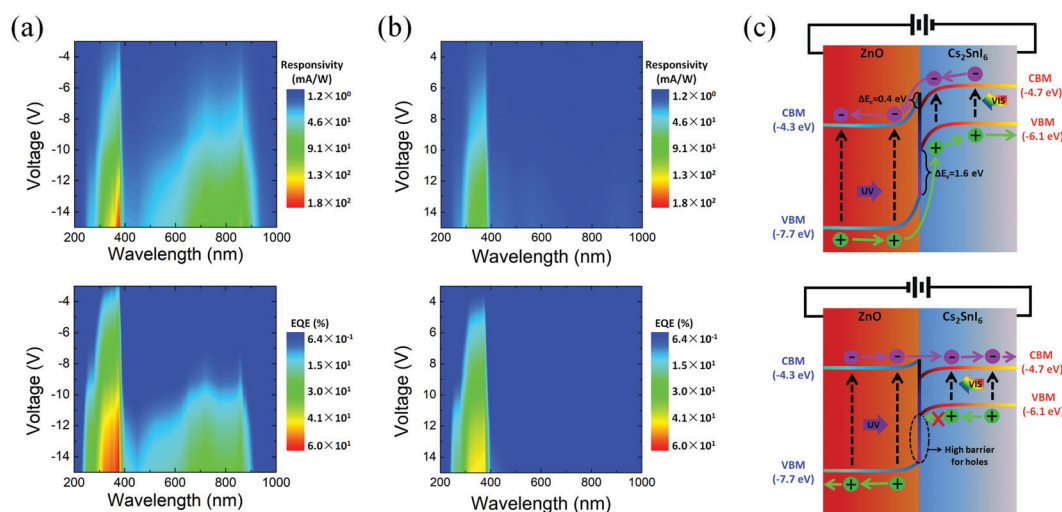 (a)
-4
-6
-8
-10
-12
-14
Voltage (V)
200 400 600 800 1000
Wavelength (nm)
Responsivity
(mA/W)
1.2×10⁰
4.6×10¹
9.1×10¹
1.3×10²
1.8×10²
-4
-6
-8
-10
-12
14
Voltage (V)
200 400 600 800 1000
Wavelength (nm)
EQE (%)
6.4×10⁻¹
1.5×10¹
3.0×10¹
4.1×10¹
6.0×10¹
(b)
-4
-6
-8
-10
-12
-14
Voltage (V)
200 400 600 800 1000
Wavelength (nm)
Responsivity
(mA/W)
1.2×10⁰
4.6×10¹
9.1×10¹
1.3×10²
1.8×10²
-4
-6
-8
-10
-12
14
Voltage (V)
200 400 600 800 1000
Wavelength (nm)
EQE (%)
6.4×10⁻¹
1.5×10¹
3.0×10¹
4.1×10¹
6.0×10¹
(c)
ZnO Cs₂SnI₆
CBM
(-4.7 eV)
ΔEᵥ=0.4 eV
VIS
CBM
(-4.3 eV)
VBM
(-6.1 eV)
ΔEᵥ=1.6 eV
UV
VBM
(-7.7 eV)
ZnO Cs₂SnI₆
CBM
(-4.3 eV)
CBM
(-4.7 eV)
VIS
VBM
(-6.1 eV)
UV
High barrier
for holes
VBM
(-7.7 eV)